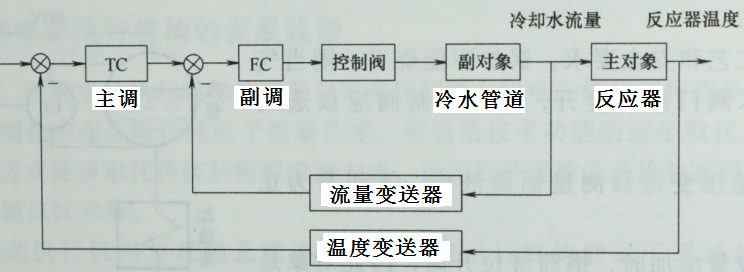 冷却水流量 反应器温度
TC FC 控制阀 副对象 主对象
主调 副调 冷水管道 反应器
流量变送器
温度变送器